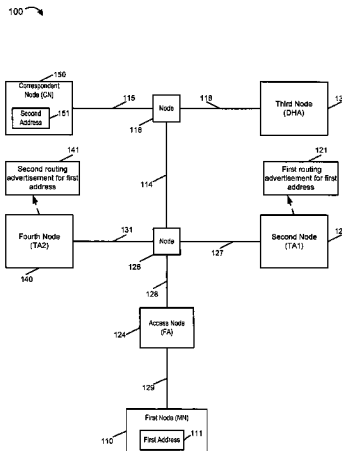 100
150
Correspondent
Node (CN)
Second
Address
151
115
Node
116
118
Third Node
(DHA)
141
Second routing
advertisement for first
address
121
First routing
advertisement for
first address
114
Fourth Node
(TA2)
140
131
Node
126
127
Second Node
(TA1)
128
124
Access Node
(FA)
129
First Node (MN)
110
First Address
111